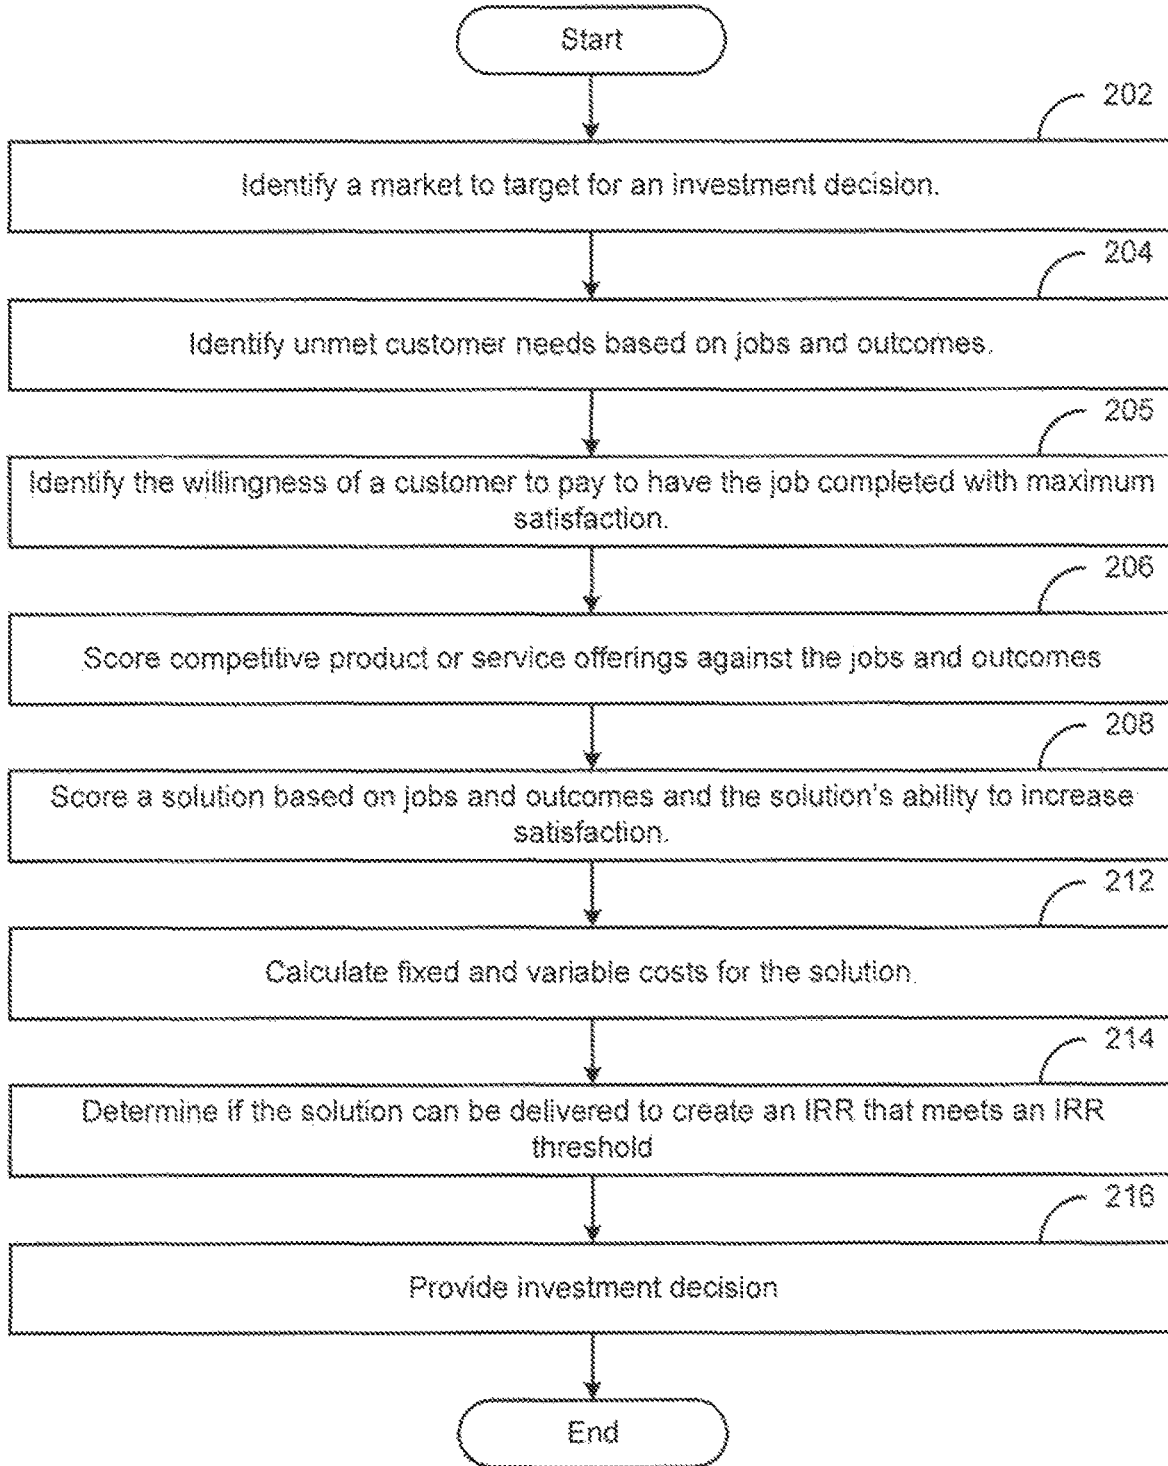 Start
202
Identify a market to target for an investment decision.
204
Identify unmet customer needs based on jobs and outcomes.
205
Identify the willingness of a customer to pay to have the job completed with maximum
satisfaction.
206
Score competitive product or service offerings against the jobs and outcomes
208
Score a solution based on jobs and outcomes and the solution's ability to increase
satisfaction.
212
Calculate fixed and variable costs for the solution.
214
Determine if the solution can be delivered to create an IRR that meets an IRR
threshold
216
Provide investment decision
End